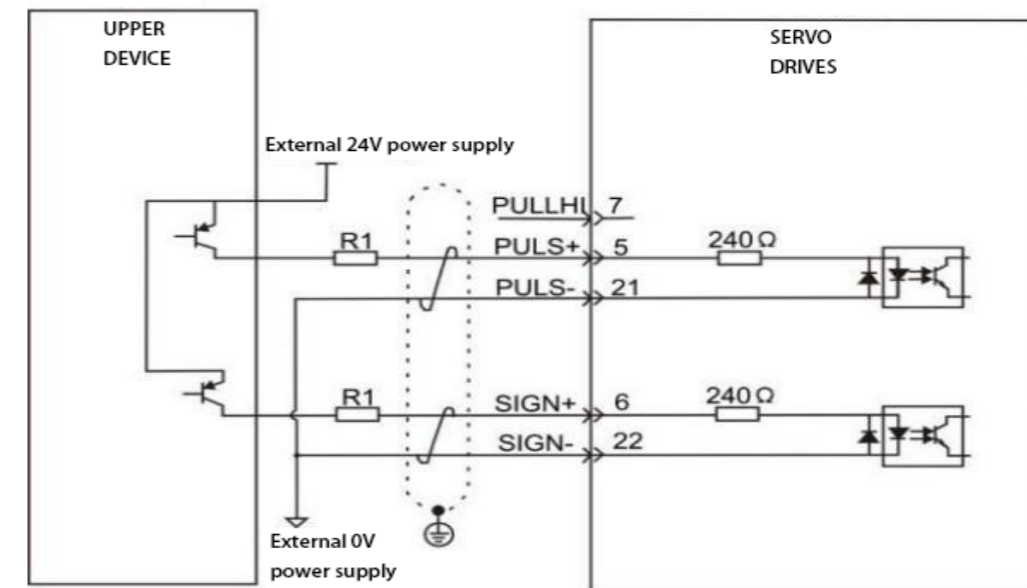 UPPER
DEVICE
SERVO
DRIVES
External 24V power supply
PULLHI 7
R1 PULS+ 5 240Ω
PULS- 21
R1 SIGN+ 6 240Ω
SIGN- 22
External 0V
power supply